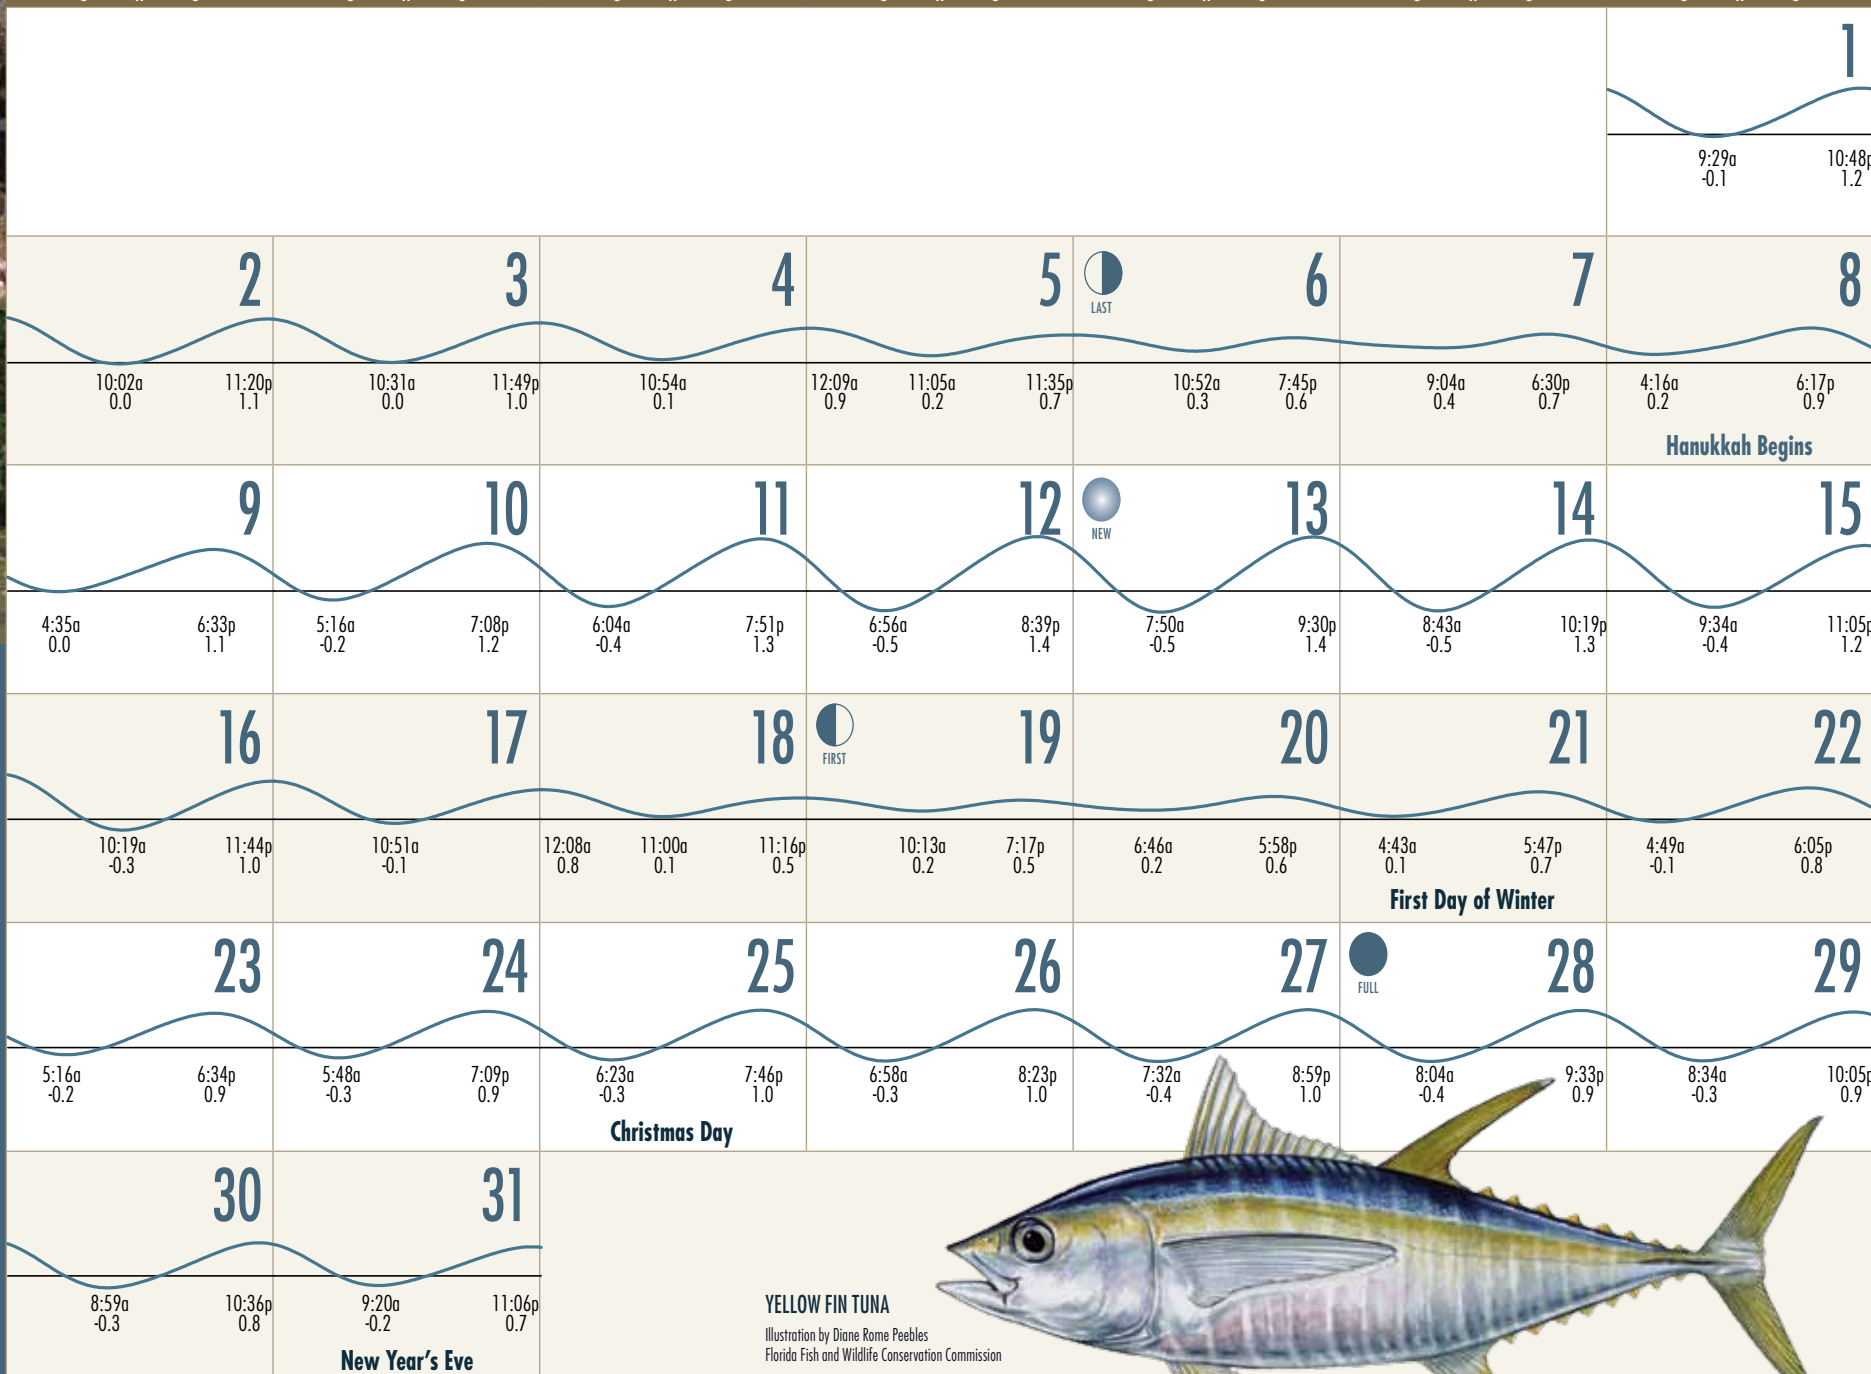 1
9:29a 10:48p
-0.1 1.2
2 3 4 5 6 7 8
LAST
10:02a 11:20p 10:31a 11:49p 10:54a 12:09a 11:05a 11:35p 10:52a 7:45p 9:04a 6:30p 4:16a 6:17p
0.0 1.1 0.0 1.0 0.1 0.9 0.2 0.7 0.3 0.6 0.4 0.7 0.2 0.9
Hanukkah Begins
9 10 11 12 13 14 15
NEW
4:35a 6:33p 5:16a 7:08p 6:04a 7:51p 6:56a 8:39p 7:50a 9:30p 8:43a 10:19p 9:34a 11:05p
0.0 1.1 -0.2 1.2 -0.4 1.3 -0.5 1.4 -0.5 1.4 -0.5 1.3 -0.4 1.2
16 17 18 19 20 21 22
FIRST
10:19a 11:44p 10:51a 12:08a 11:00a 11:16p 10:13a 7:17p 6:46a 5:58p 4:43a 5:47p 4:49a 6:05p
-0.3 1.0 -0.1 0.8 0.1 0.5 0.2 0.5 0.2 0.6 0.1 0.7 -0.1 0.8
First Day of Winter
23 24 25 26 27 28 29
FULL
5:16a 6:34p 5:48a 7:09p 6:23a 7:46p 6:58a 8:23p 7:32a 8:59p 8:04a 9:33p 8:34a 10:05p
-0.2 0.9 -0.3 0.9 -0.3 1.0 -0.3 1.0 -0.4 1.0 -0.4 0.9 -0.3 0.9
Christmas Day
30 31
8:59a 10:36p 9:20a 11:06p
-0.3 0.8 -0.2 0.7
New Year's Eve
YELLOW FIN TUNA
Illustration by Diane Rome Peebles
Florida Fish and Wildlife Conservation Commission